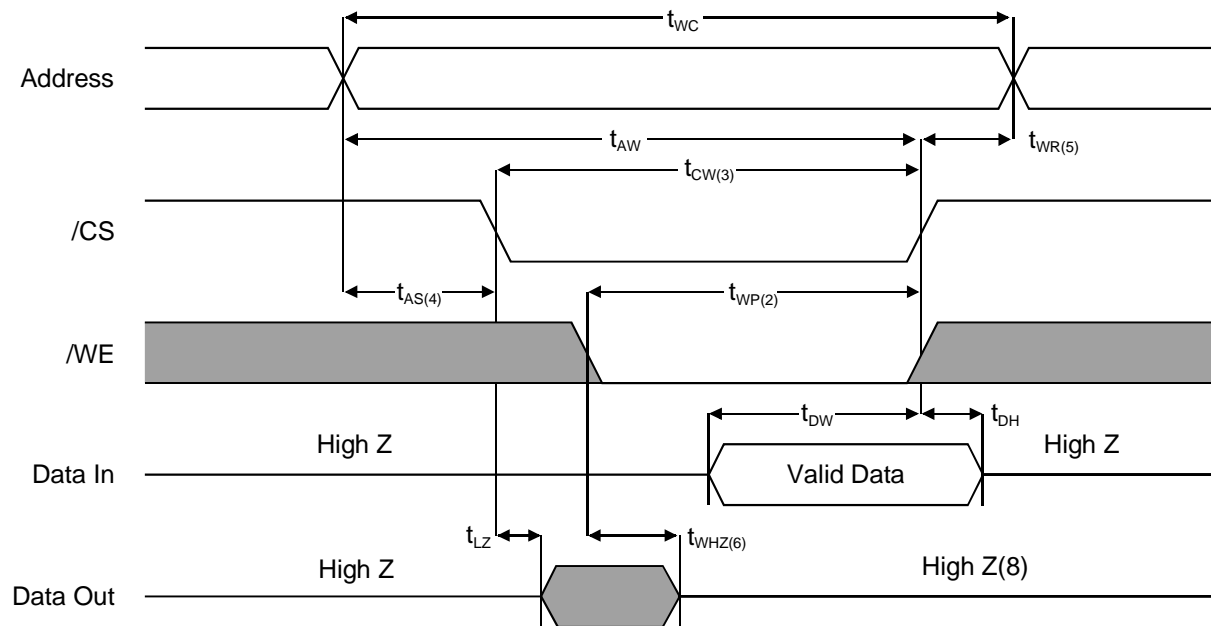 tWC
Address
tAW
tWR(5)
tCW(3)
/CS
tAS(4)
tWP(2)
/WE
tDW
tDH
High Z
High Z
Data In
Valid Data
tLZ
tWHZ(6)
High Z
High Z(8)
Data Out